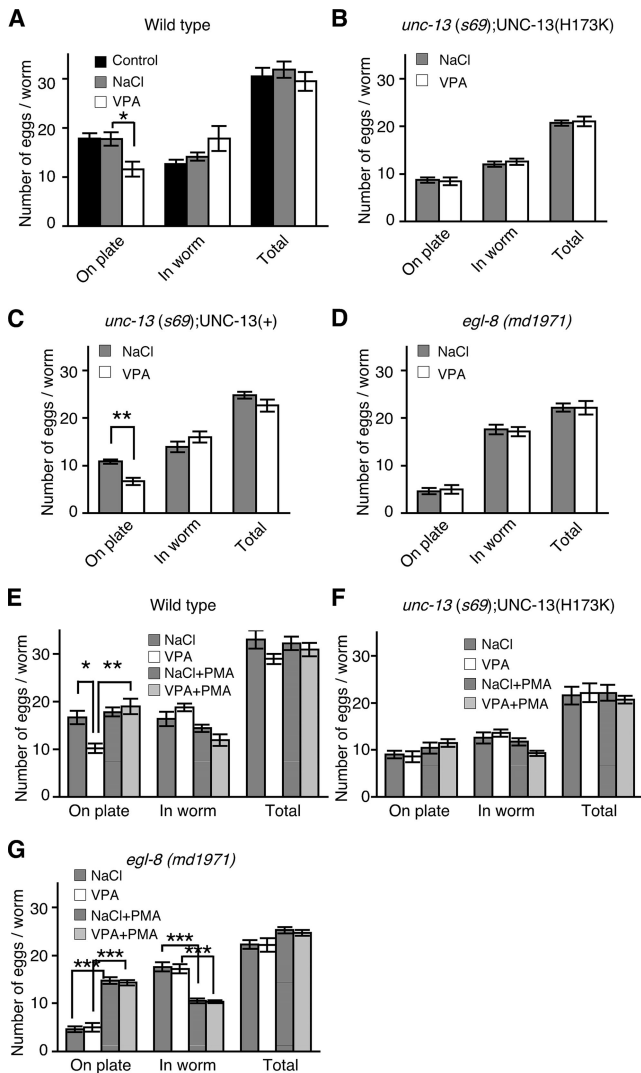 A
Wild type
Number of eggs / worm
30
20
10
0
Control
NaCl
VPA
*
On plate
In worm
Total
B
unc-13 (s69);UNC-13(H173K)
Number of eggs / worm
30
20
10
0
NaCl
VPA
On plate
In worm
Total
C
unc-13 (s69);UNC-13(+)
Number of eggs / worm
30
20
10
0
NaCl
VPA
**
On plate
In worm
Total
D
egl-8 (md1971)
Number of eggs / worm
30
20
10
0
NaCl
VPA
On plate
In worm
Total
E
Wild type
Number of eggs / worm
30
20
10
0
NaCl
VPA
NaCl+PMA
VPA+PMA
* **
On plate In worm Total
F
unc-13 (s69);UNC-13(H173K)
Number of eggs / worm
30
20
10
0
NaCl
VPA
NaCl+PMA
VPA+PMA
On plate In worm Total
G
egl-8 (md1971)
Number of eggs / worm
30
20
10
0
NaCl
VPA
NaCl+PMA
VPA+PMA
*** *** *** ***
On plate In worm Total